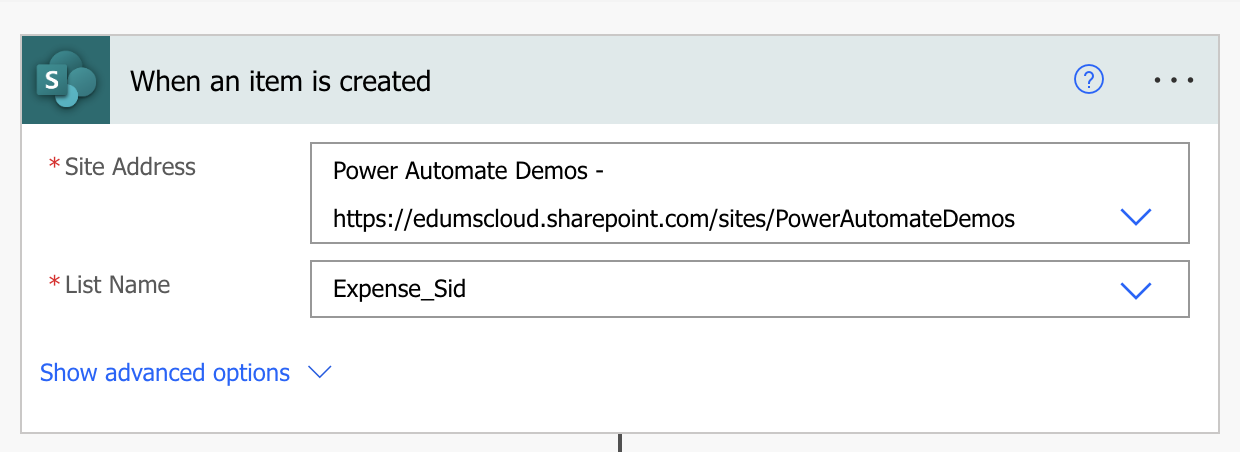 S
When an item is created
?
* Site Address
Power Automate Demos -
https://edumscloud.sharepoint.com/sites/PowerAutomateDemos
* List Name
Expense_Sid
Show advanced options